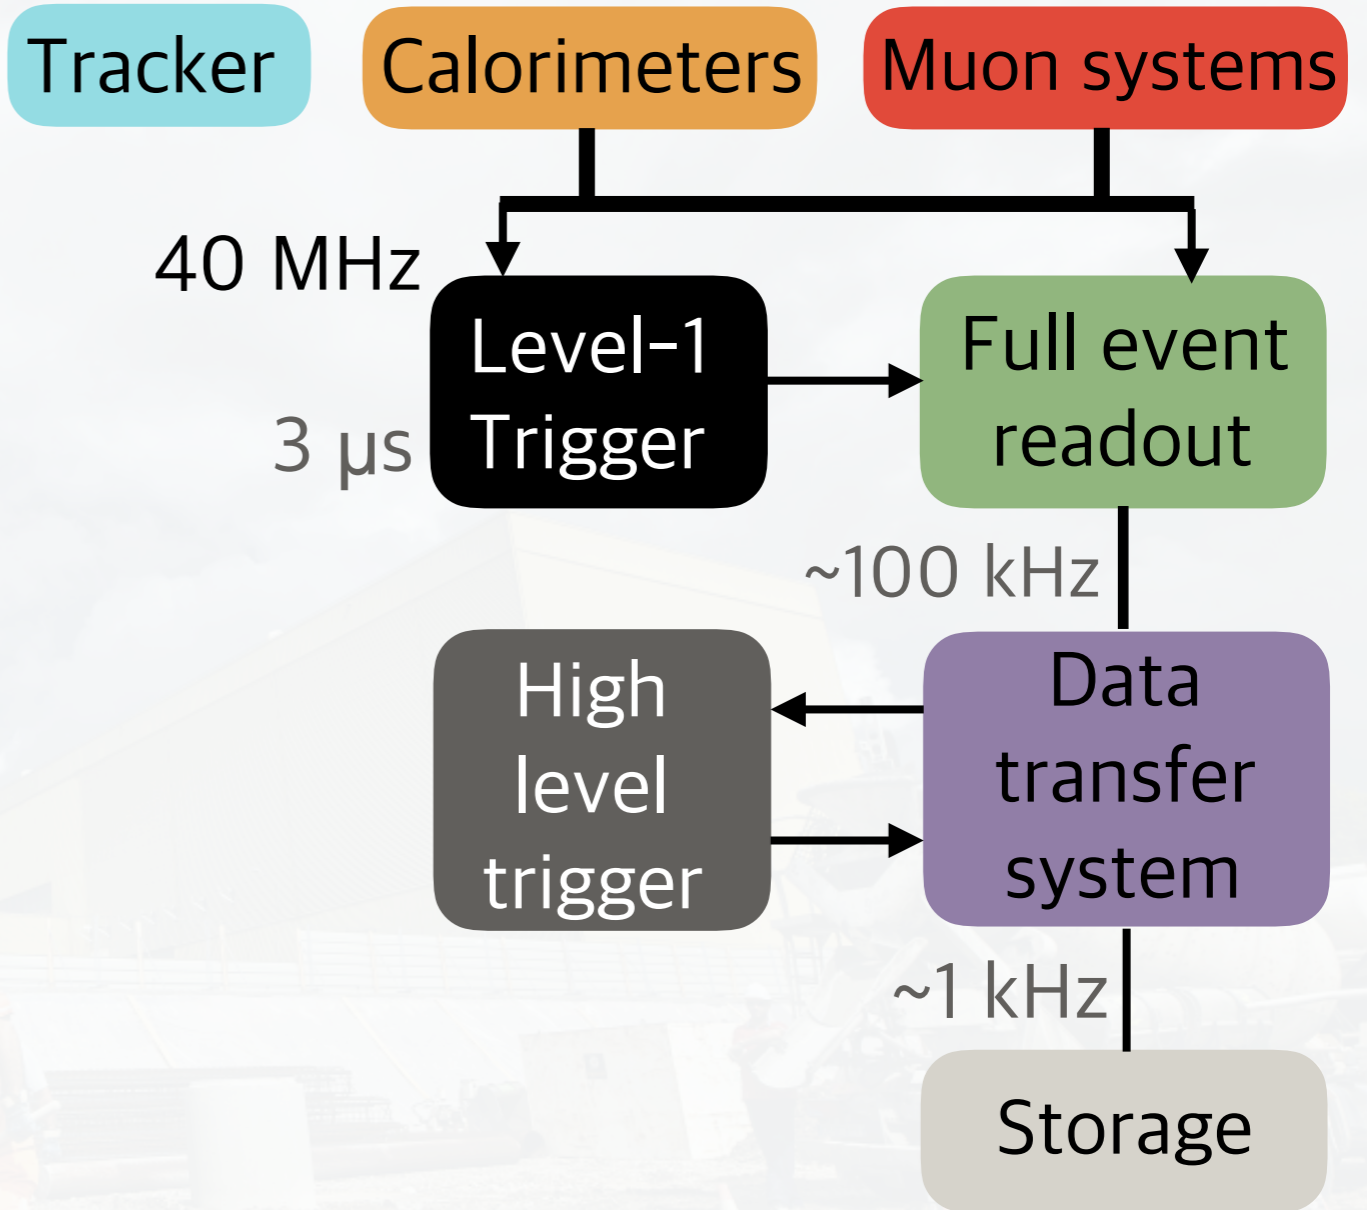 Tracker
Calorimeters
Muon systems
40 MHz
Level-1
Trigger
3 μs
Full event
readout
~100 kHz
High
level
trigger
Data
transfer
system
~1 kHz
Storage